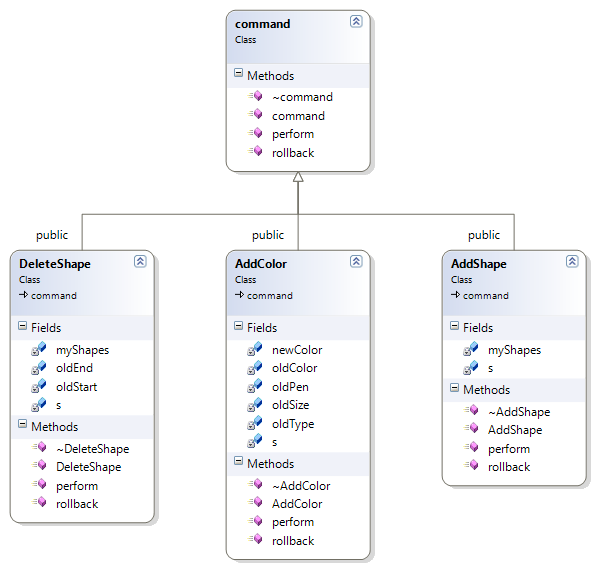 command
Class
Methods
~command
command
perform
rollback
public
public
public
DeleteShape
Class
command
Fields
myShapes
oldEnd
oldStart
s
Methods
~DeleteShape
DeleteShape
perform
rollback
AddColor
Class
command
Fields
newColor
oldColor
oldPen
oldSize
oldType
s
Methods
~AddColor
AddColor
perform
rollback
AddShape
Class
command
Fields
myShapes
s
Methods
~AddShape
AddShape
perform
rollback